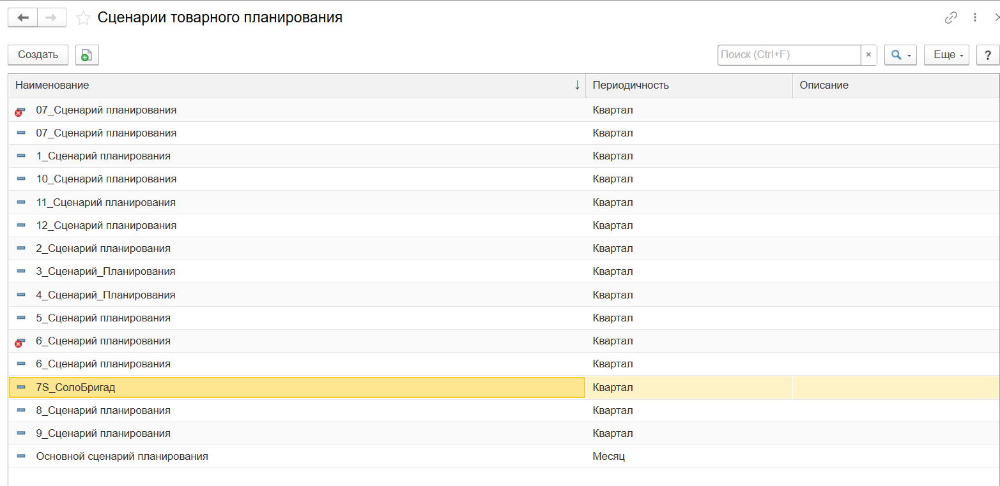 Сценарии товарного планирования
Создать
Поиск (Ctrl+F)
×
Еще
?
Наименование ↓ Периодичность Описание
07_Сценарий планирования Квартал
07_Сценарий планирования Квартал
1_Сценарий планирования Квартал
10_Сценарий планирования Квартал
11_Сценарий планирования Квартал
12_Сценарий планирования Квартал
2_Сценарий планирования Квартал
3_Сценарий_Планирования Квартал
4_Сценарий_Планирования Квартал
5_Сценарий планирования Квартал
6_Сценарий планирования Квартал
6_Сценарий планирования Квартал
7S_СолоБригад Квартал
8_Сценарий планирования Квартал
9_Сценарий планирования Квартал
Основной сценарий планирования Месяц